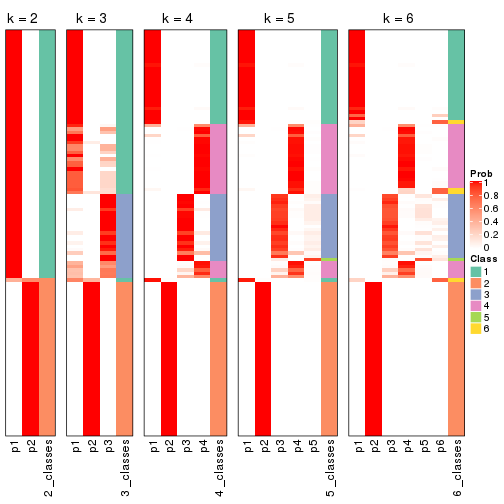 k = 2
k = 3
k = 4
k = 5
k = 6
Prob
1
0.8
0.6
0.4
0.2
0
Class
1
2
3
4
5
6
p1
p2
2_classes
p1
p2
p3
3_classes
p1
p2
p3
p4
4_classes
p1
p2
p3
p4
p5
5_classes
p1
p2
p3
p4
p5
p6
6_classes